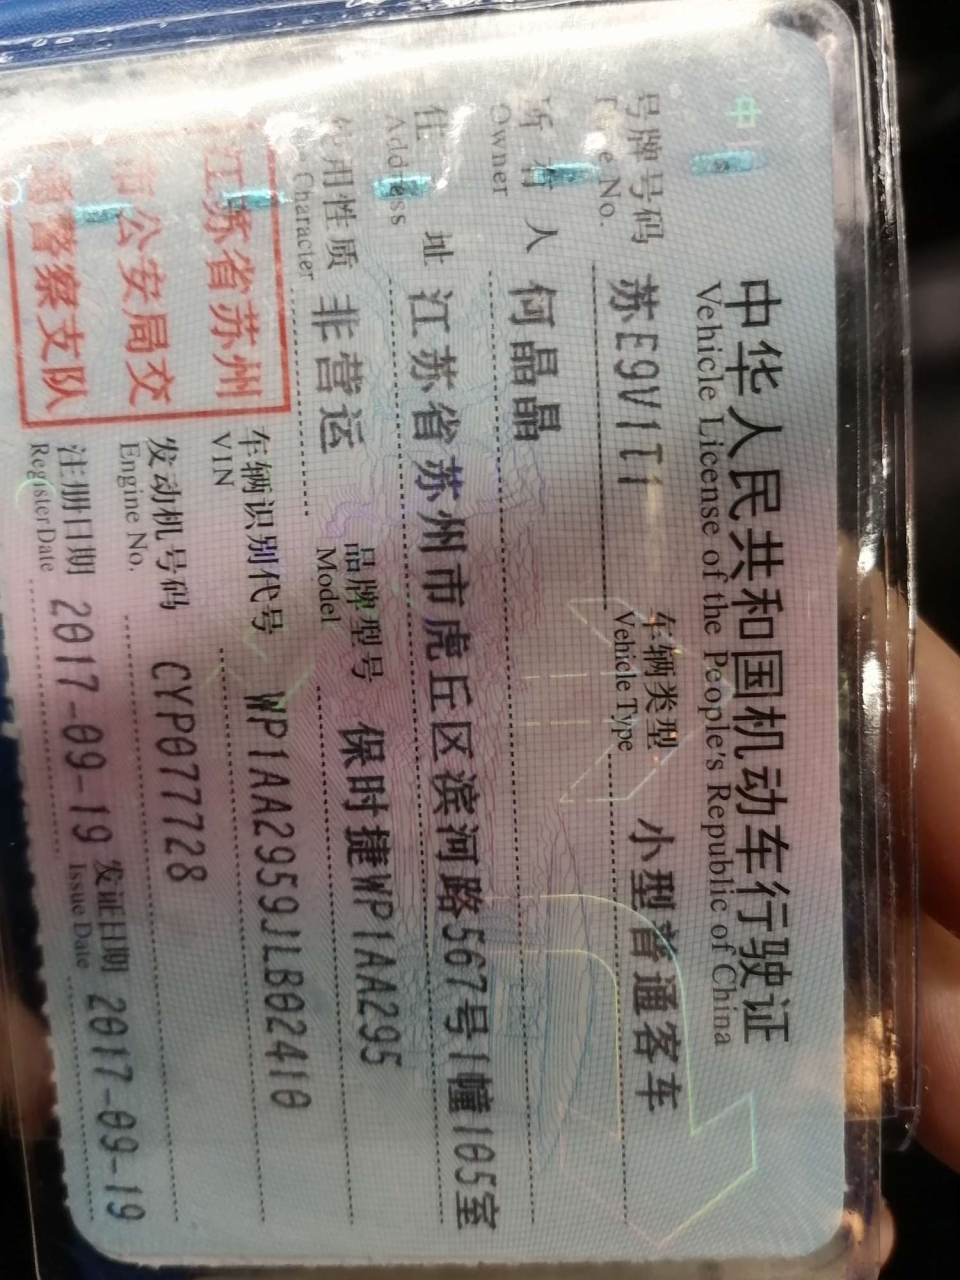 中华人民共和国机动车行驶证
Vehicle License of the People's Republic of China
号牌号码 苏E9V1T1 车辆类型 小型普通客车
No. Vehicle Type
所有人 何晶晶
Owner
住址 江苏省苏州市虎丘区滨河路567号1幢105室
Address
使用性质 非营运 品牌型号 保时捷WP1AA295
Character Model
江苏省苏州
市公安局交
通警察支队
车辆识别代号 WP1AA2959JLB02410
VIN
发动机号码 CYP077728
Engine No.
注册日期 2017-09-19 发证日期 2017-09-19
Register Date Issue Date